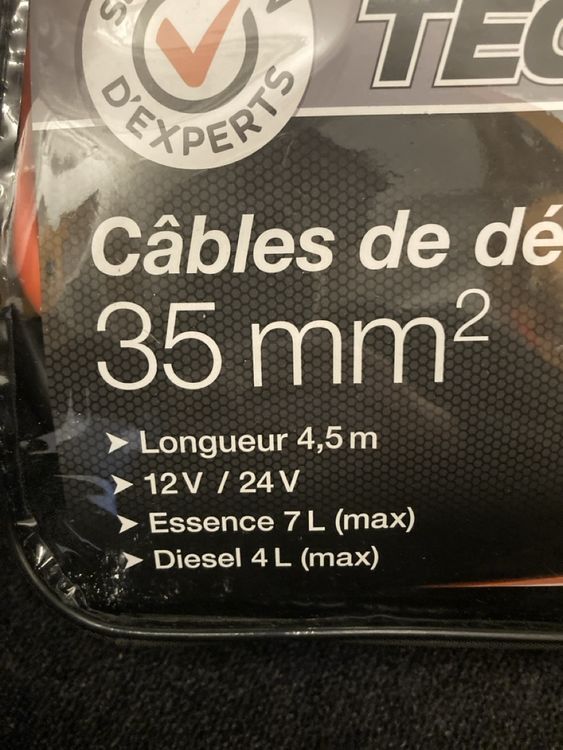 D'EXPERTS
Câbles de dé
35 mm²
➤ Longueur 4,5 m
➤ 12 V / 24 V
➤ Essence 7 L (max)
➤ Diesel 4 L (max)